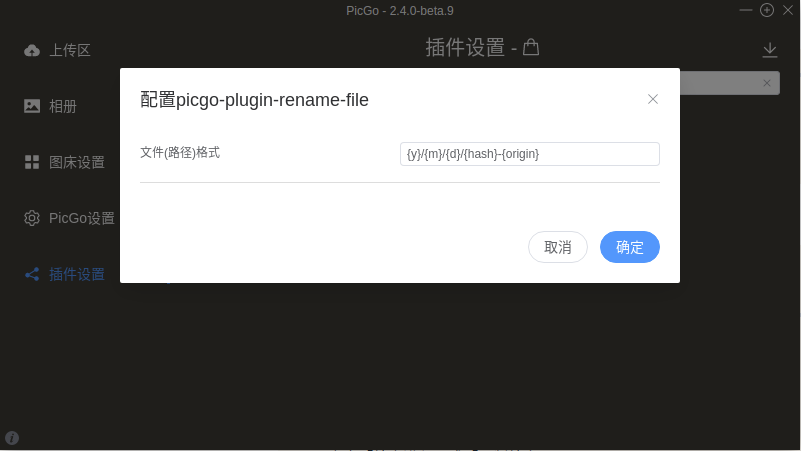 PicGo - 2.4.0-beta.9
上传区
插件设置 -
相册
配置picgo-plugin-rename-file
文件(路径)格式
{y}/{m}/{d}/{hash}-{origin}
图床设置
PicGo设置
取消
确定
插件设置